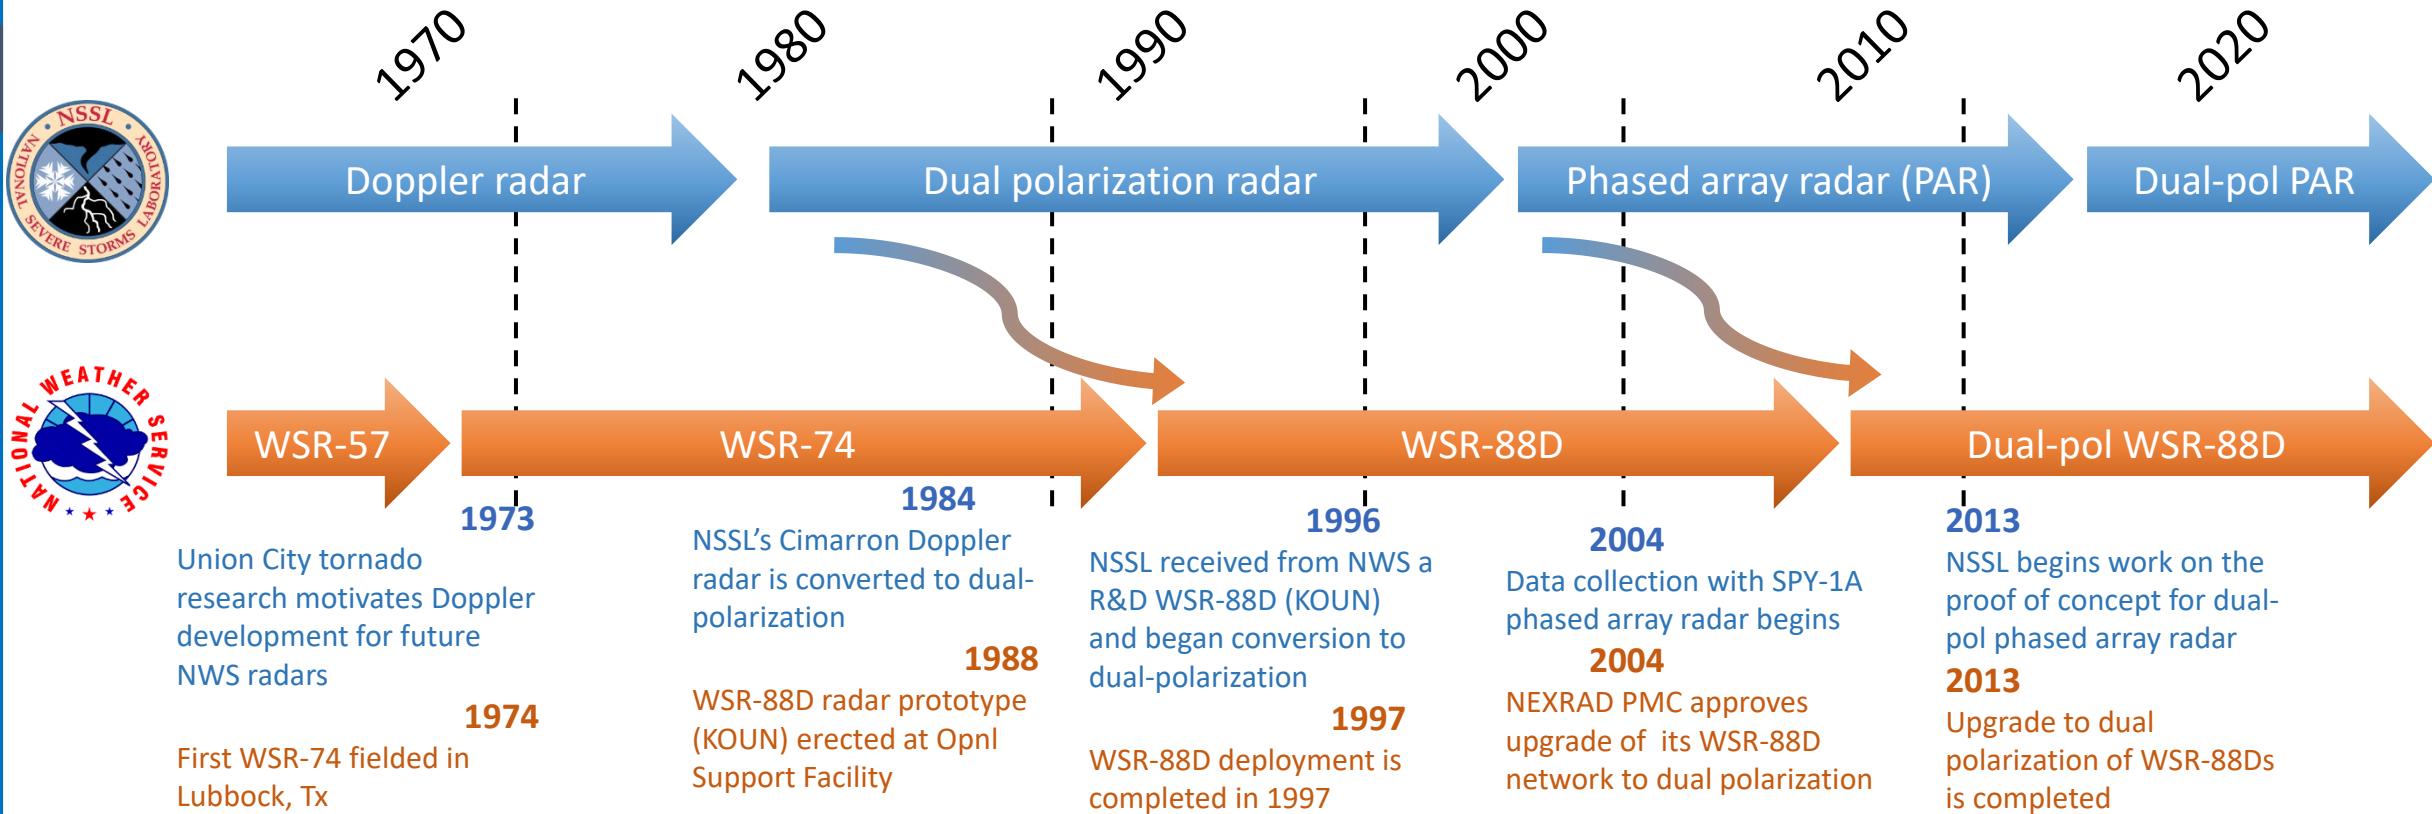 1970
1980
1990
2000
2010
2020
NSSL
NATIONAL SEVERE STORMS LABORATORY
Doppler radar
Dual polarization radar
Phased array radar (PAR)
Dual-pol PAR
NATIONAL WEATHER SERVICE
WSR-57
WSR-74
WSR-88D
Dual-pol WSR-88D
1973
Union City tornado
research motivates Doppler
development for future
NWS radars
1974
First WSR-74 fielded in
Lubbock, Tx
1984
NSSL's Cimarron Doppler
radar is converted to dual-
polarization
1988
WSR-88D radar prototype
(KOUN) erected at Opnl
Support Facility
1996
NSSL received from NWS a
R&D WSR-88D (KOUN)
and began conversion to
dual-polarization
1997
WSR-88D deployment is
completed in 1997
2004
Data collection with SPY-1A
phased array radar begins
2004
NEXRAD PMC approves
upgrade of its WSR-88D
network to dual polarization
2013
NSSL begins work on the
proof of concept for dual-
pol phased array radar
2013
Upgrade to dual
polarization of WSR-88Ds
is completed